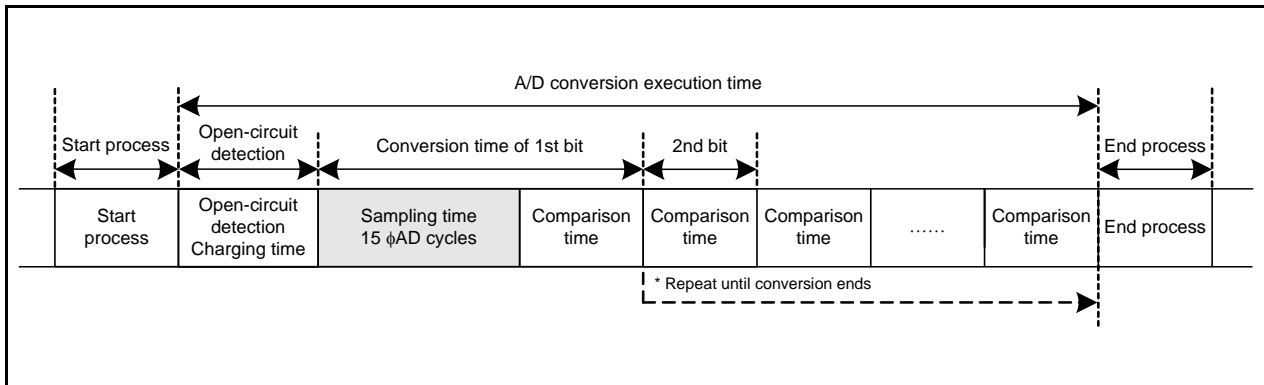 A/D conversion execution time
Start process
Open-circuit
detection
Conversion time of 1st bit
2nd bit
End process
Start
process
Open-circuit
detection
Charging time
Sampling time
15 ϕAD cycles
Comparison
time
Comparison
time
Comparison
time
......
Comparison
time
End process
* Repeat until conversion ends